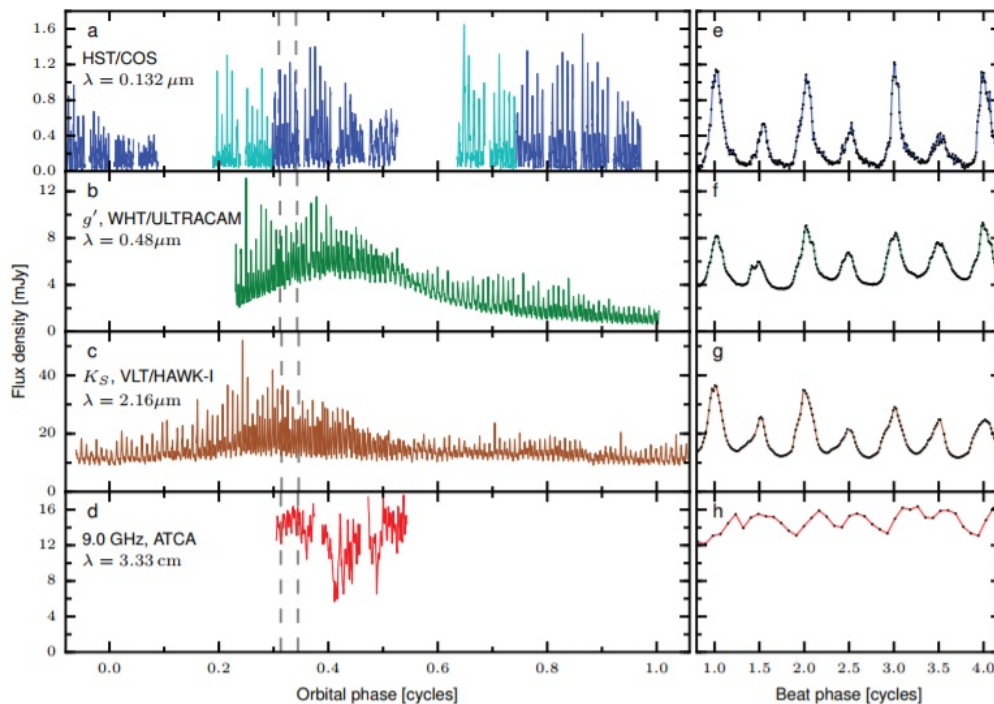 a
HST/COS
λ = 0.132 μm
1.6
1.2
0.8
0.4
0.0
b
g′, WHT/ULTRACAM
λ = 0.48μm
12
8
4
0
c
K_S, VLT/HAWK-I
λ = 2.16μm
40
20
0
d
9.0 GHz, ATCA
λ = 3.33 cm
16
12
8
4
0
Flux density [mJy]
0.0 0.2 0.4 0.6 0.8 1.0
Orbital phase [cycles]
e
f
g
h
1.0 1.5 2.0 2.5 3.0 3.5 4.0
Beat phase [cycles]